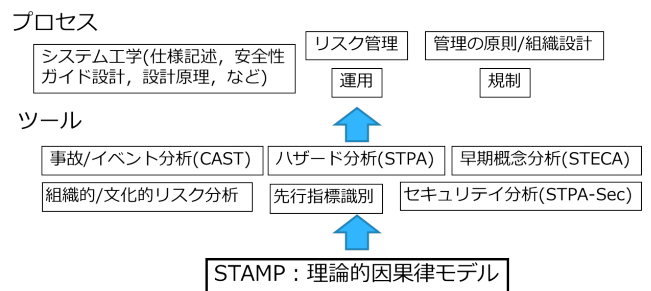 プロセス
システム工学(仕様記述，安全性
ガイド設計，設計原理，など)
リスク管理
管理の原則/組織設計
運用
規制
ツール
事故/イベント分析(CAST)
ハザード分析(STPA)
早期概念分析(STECA)
組織的/文化的リスク分析
先行指標識別
セキュリテイ分析(STPA-Sec)
STAMP：理論的因果律モデル